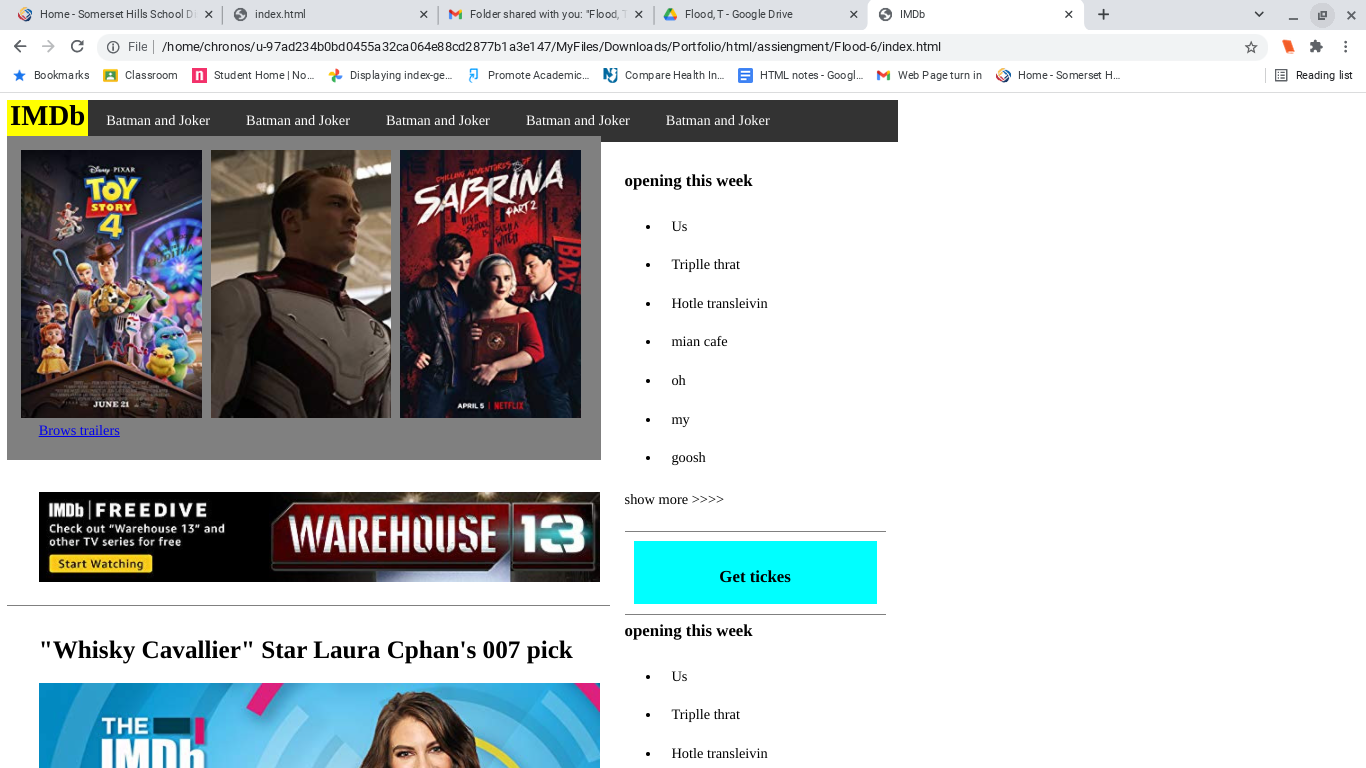 Home - Somerset Hills School Di
index.html
Folder shared with you: "Flood, T
Flood, T - Google Drive
IMDb
File
/home/chronos/u-97ad234b0bd0455a32ca064e88cd2877b1a3e147/MyFiles/Downloads/Portfolio/html/assiengment/Flood-6/index.html
Bookmarks
Classroom
Student Home | No...
Displaying index-ge...
Promote Academic...
Compare Health In...
HTML notes - Googl...
Web Page turn in
Home - Somerset H...
Reading list
IMDb
Batman and Joker
Batman and Joker
Batman and Joker
Batman and Joker
Batman and Joker
Disney PIXAR
TOY
STORY
4
JUNE 21
CHILLING ADVENTURES OF
SABRINA
PART 2
HIGH
SCHOOL
IS SUCH A
WITCH
BAX
APRIL 5 | NETFLIX
Brows trailers
IMDb FREEDIVE
Check out "Warehouse 13" and
other TV series for free
Start Watching
WAREHOUSE 13
"Whisky Cavallier" Star Laura Cphan's 007 pick
THE
IMDb
opening this week
Us
Triplle thrat
Hotle transleivin
mian cafe
oh
my
goosh
show more >>>>
Get tickes
opening this week
Us
Triplle thrat
Hotle transleivin